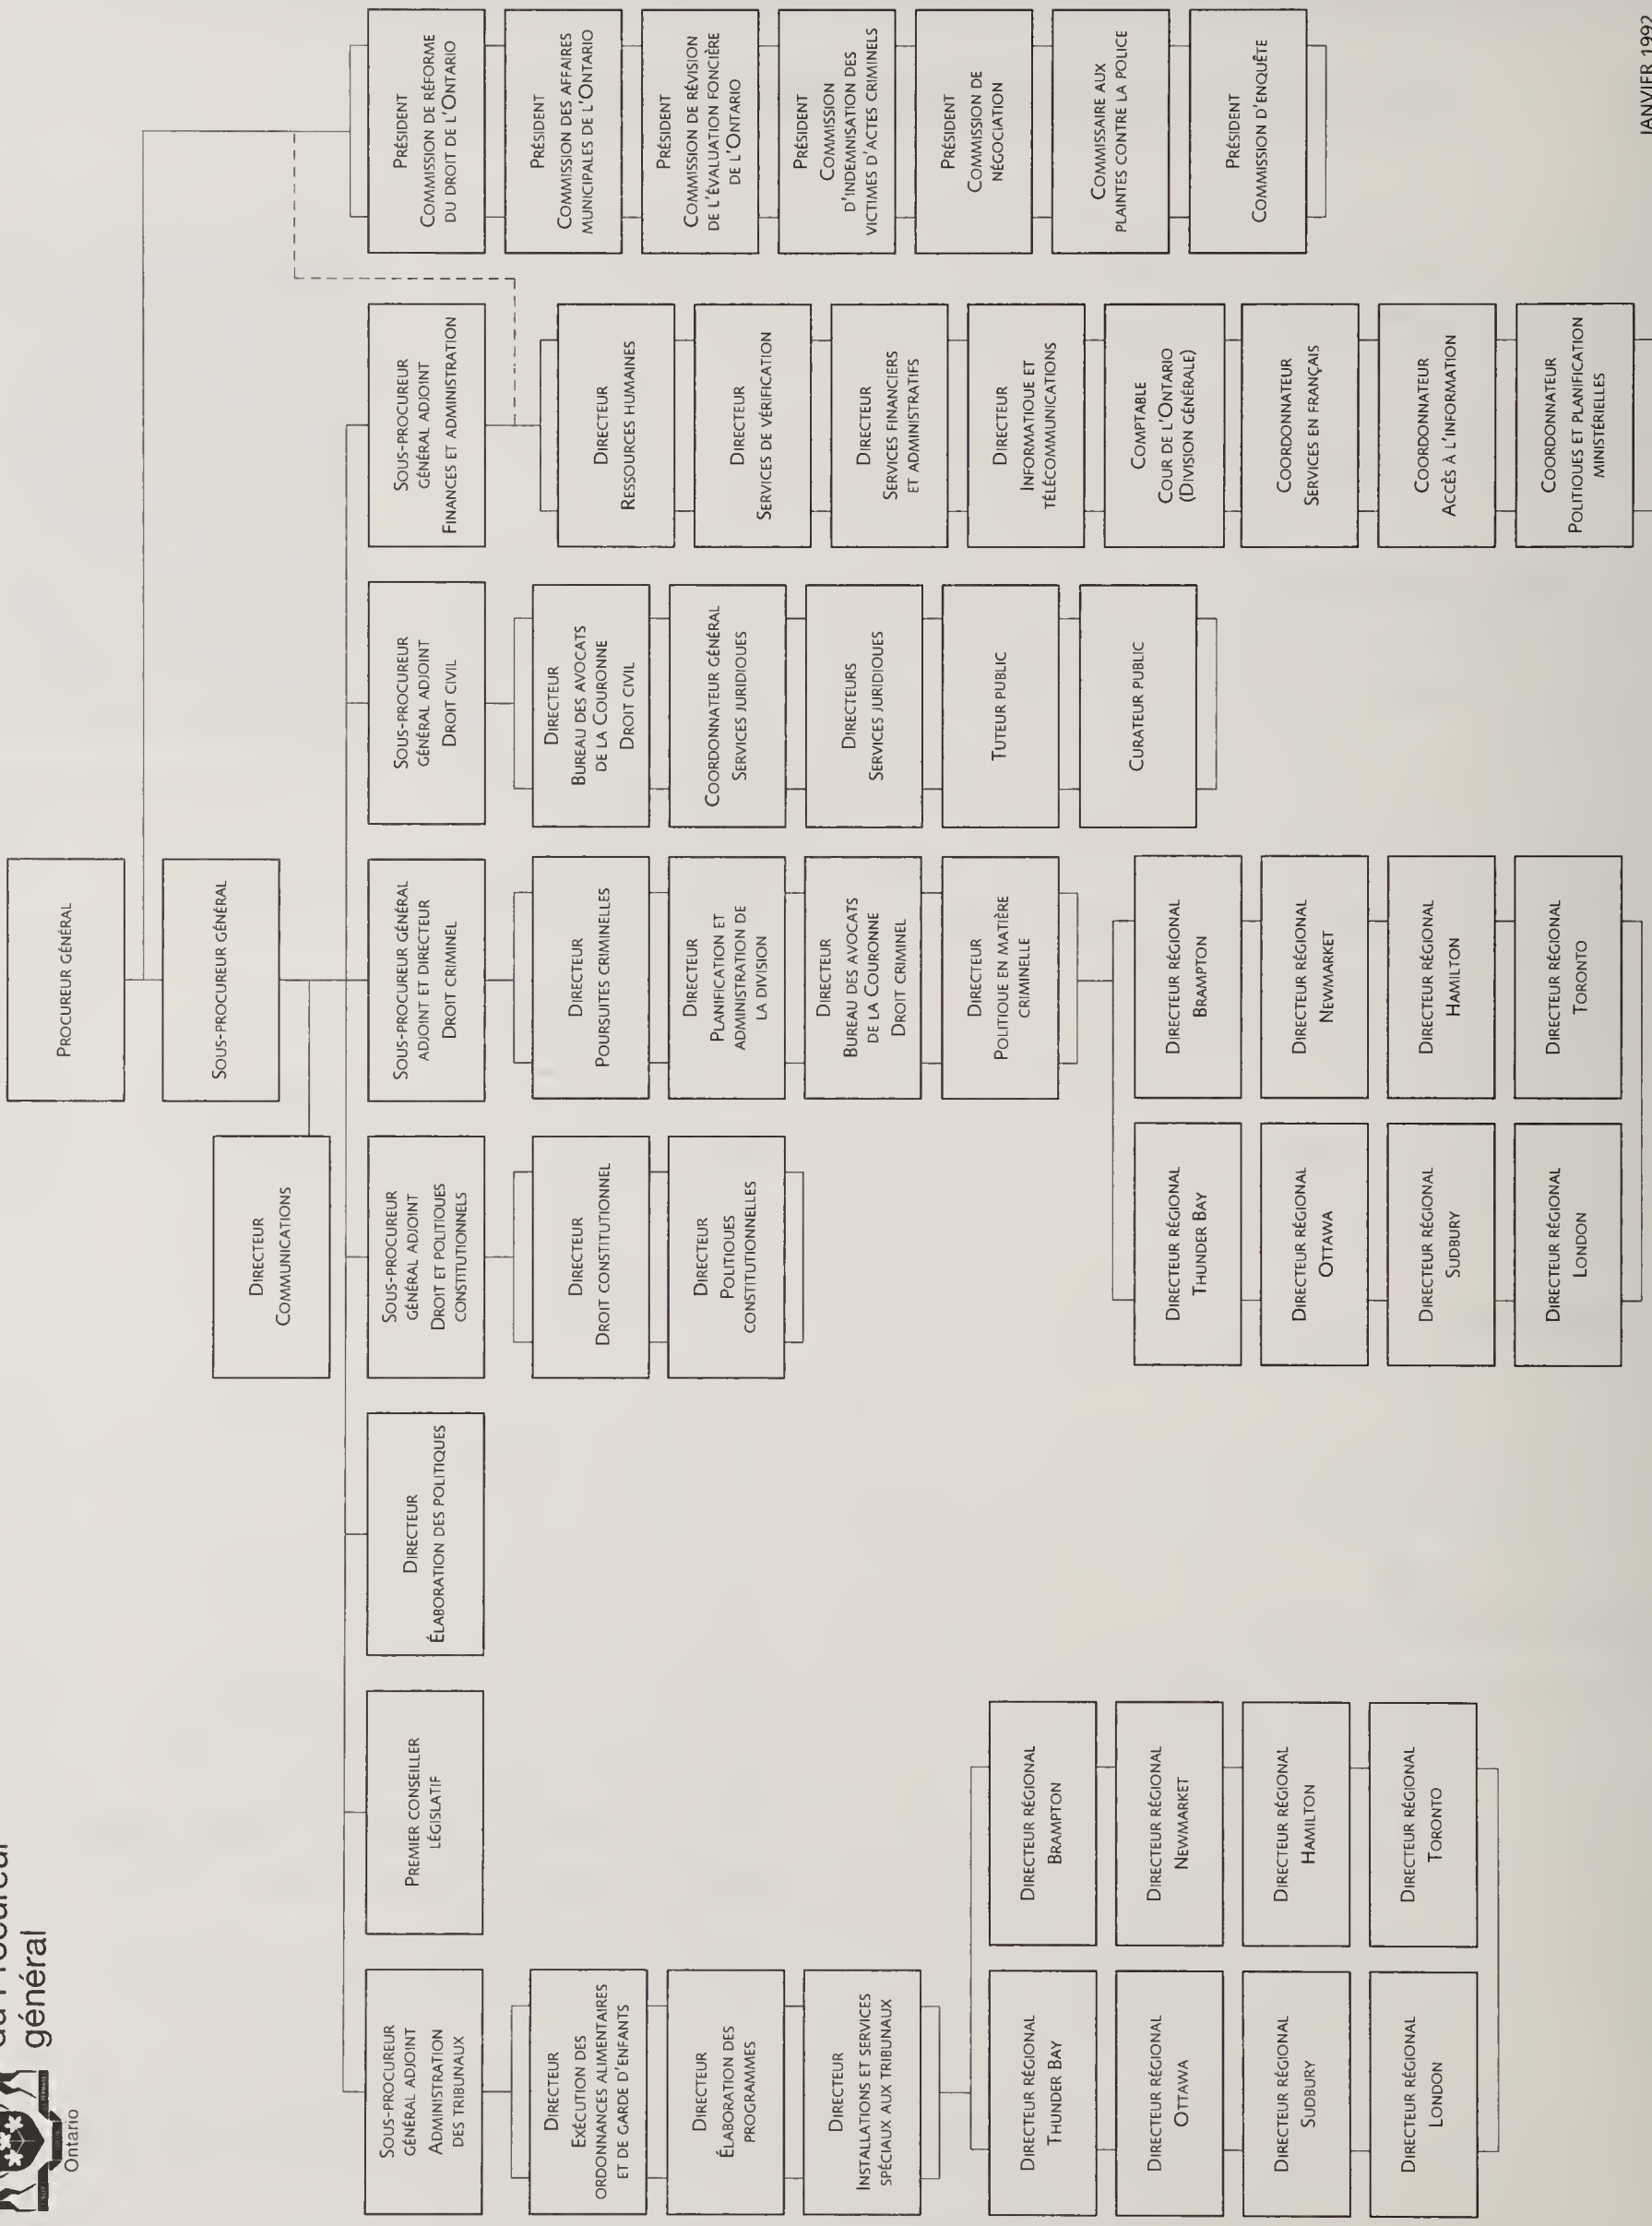 du Procureur
général
Ontario
PROCUREUR GÉNÉRAL
SOUS-PROCUREUR GÉNÉRAL
DIRECTEUR
COMMUNICATIONS
SOUS-PROCUREUR
GÉNÉRAL ADJOINT
ADMINISTRATION
DES TRIBUNAUX
PREMIER CONSEILLER
LÉGISLATIF
DIRECTEUR
ÉLABORATION DES POLITIQUES
SOUS-PROCUREUR
GÉNÉRAL ADJOINT
DROIT ET POLITIQUES
CONSTITUTIONNELS
SOUS-PROCUREUR GÉNÉRAL
ADJOINT ET DIRECTEUR
DROIT CRIMINEL
SOUS-PROCUREUR
GÉNÉRAL ADJOINT
DROIT CIVIL
SOUS-PROCUREUR
GÉNÉRAL ADJOINT
FINANCES ET ADMINISTRATION
DIRECTEUR
EXÉCUTION DES
ORDONNANCES ALIMENTAIRES
ET DE GARDE D'ENFANTS
DIRECTEUR
ÉLABORATION DES
PROGRAMMES
DIRECTEUR
INSTALLATIONS ET SERVICES
SPÉCIAUX AUX TRIBUNAUX
DIRECTEUR RÉGIONAL
THUNDER BAY
DIRECTEUR RÉGIONAL
BRAMPTON
DIRECTEUR RÉGIONAL
OTTAWA
DIRECTEUR RÉGIONAL
NEWMARKET
DIRECTEUR RÉGIONAL
SUDBURY
DIRECTEUR RÉGIONAL
HAMILTON
DIRECTEUR RÉGIONAL
LONDON
DIRECTEUR RÉGIONAL
TORONTO
DIRECTEUR
DROIT CONSTITUTIONNEL
DIRECTEUR
POLITIQUES
CONSTITUTIONNELLES
DIRECTEUR
POURSUITES CRIMINELLES
DIRECTEUR
PLANIFICATION ET
ADMINISTRATION DE
LA DIVISION
DIRECTEUR
BUREAU DES AVOCATS
DE LA COURONNE
DROIT CRIMINEL
DIRECTEUR
POLITIQUE EN MATIÈRE
CRIMINELLE
DIRECTEUR RÉGIONAL
THUNDER BAY
DIRECTEUR RÉGIONAL
BRAMPTON
DIRECTEUR RÉGIONAL
OTTAWA
DIRECTEUR RÉGIONAL
NEWMARKET
DIRECTEUR RÉGIONAL
SUDBURY
DIRECTEUR RÉGIONAL
HAMILTON
DIRECTEUR RÉGIONAL
LONDON
DIRECTEUR RÉGIONAL
TORONTO
DIRECTEUR
BUREAU DES AVOCATS
DE LA COURONNE
DROIT CIVIL
COORDONNATEUR GÉNÉRAL
SERVICES JURIDIQUES
DIRECTEURS
SERVICES JURIDIQUES
TUTEUR PUBLIC
CURATEUR PUBLIC
DIRECTEUR
RESSOURCES HUMAINES
DIRECTEUR
SERVICES DE VÉRIFICATION
DIRECTEUR
SERVICES FINANCIERS
ET ADMINISTRATIFS
DIRECTEUR
INFORMATIQUE ET
TÉLÉCOMMUNICATIONS
COMPTABLE
COUR DE L'ONTARIO
(DIVISION GÉNÉRALE)
COORDONNATEUR
SERVICES EN FRANÇAIS
COORDONNATEUR
ACCÈS À L'INFORMATION
COORDONNATEUR
POLITIQUES ET PLANIFICATION
MINISTÉRIELLES
PRÉSIDENT
COMMISSION DE RÉFORME
DU DROIT DE L'ONTARIO
PRÉSIDENT
COMMISSION DES AFFAIRES
MUNICIPALES DE L'ONTARIO
PRÉSIDENT
COMMISSION DE RÉVISION
DE L'ÉVALUATION FONCIÈRE
DE L'ONTARIO
PRÉSIDENT
COMMISSION
D'INDEMNISATION DES
VICTIMES D'ACTES CRIMINELS
PRÉSIDENT
COMMISSION DE
NÉGOCIATION
COMMISSAIRE AUX
PLAINTES CONTRE LA POLICE
PRÉSIDENT
COMMISSION D'ENQUÊTE
JANVIER 1992